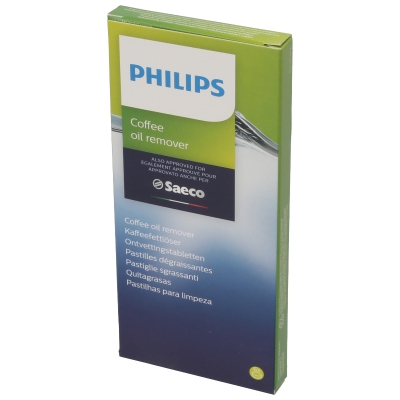 PHILIPS
Coffee
oil remover
ALSO APPROVED FOR
ÉGALEMENT APPROUVÉ POUR
APPROVATO ANCHE PER
Saeco
Coffee oil remover
Kaffeefettlöser
Ontvettingstabletten
Pastilles dégraissantes
Pastiglie sgrassanti
Quitagrasas
Pastilhas para limpeza